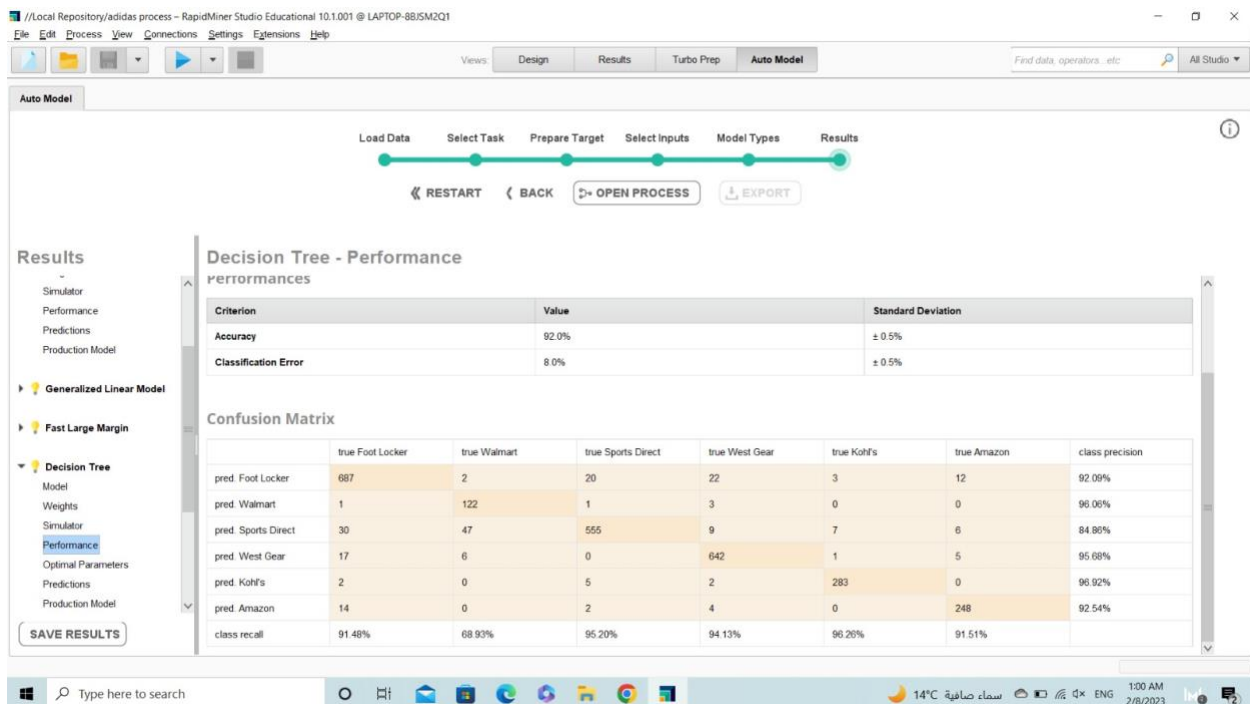 //Local Repository/adidas process – RapidMiner Studio Educational 10.1.001 @ LAPTOP-8BJSM2Q1
File Edit Process View Connections Settings Extensions Help
Views: Design Results Turbo Prep Auto Model Find data, operators...etc All Studio
Auto Model
Load Data Select Task Prepare Target Select Inputs Model Types Results
RESTART BACK OPEN PROCESS EXPORT
Results
Simulator
Performance
Predictions
Production Model
Generalized Linear Model
Fast Large Margin
Decision Tree
Model
Weights
Simulator
Performance
Optimal Parameters
Predictions
Production Model
SAVE RESULTS
Decision Tree - Performance
Performances
Criterion Value Standard Deviation
Accuracy 92.0% ± 0.5%
Classification Error 8.0% ± 0.5%
Confusion Matrix
true Foot Locker true Walmart true Sports Direct true West Gear true Kohl's true Amazon class precision
pred. Foot Locker 687 2 20 22 3 12 92.09%
pred. Walmart 1 122 1 3 0 0 96.06%
pred. Sports Direct 30 47 555 9 7 6 84.86%
pred. West Gear 17 6 0 642 1 5 95.68%
pred. Kohl's 2 0 5 2 283 0 96.92%
pred. Amazon 14 0 2 4 0 248 92.54%
class recall 91.48% 68.93% 95.20% 94.13% 96.26% 91.51%
Type here to search 14°C سماء صافية ENG 1:00 AM
2/8/2023